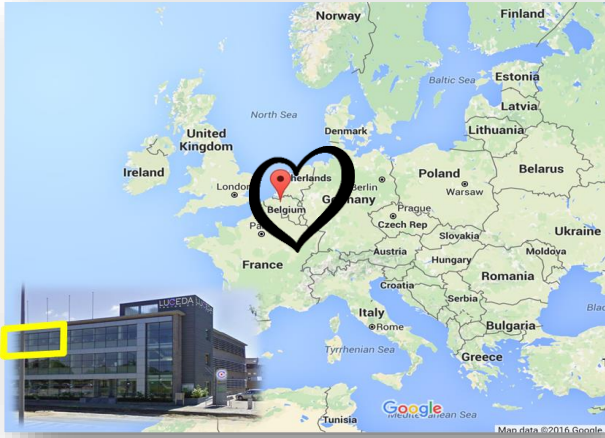 Norway
Finland
Baltic Sea
Estonia
North Sea
Latvia
Denmark
Lithuania
United
Kingdom
Ireland
London
herlands
Berlin
Poland
Belarus
Warsaw
Belgium
Germany
Prague
Czech Rep
Ukraine
Slovakia
France
Austria
Hungary
Moldova
Croatia
Romania
Serbia
Italy
Rome
Bulgaria
Tyrrhenian Sea
Greece
Tunisia
Google
Map data ©2016 Google
LUCEDA